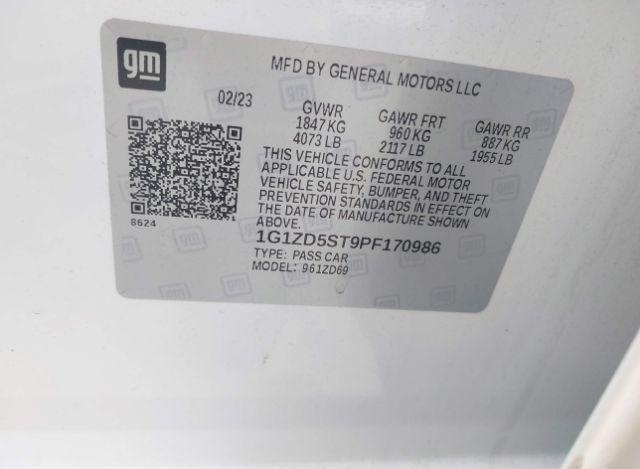 gm
MFD BY GENERAL MOTORS LLC
02/23
GVWR GAWR FRT GAWR RR
1847 KG 960 KG 887 KG
4073 LB 2117 LB 1955 LB
THIS VEHICLE CONFORMS TO ALL
APPLICABLE U.S. FEDERAL MOTOR
VEHICLE SAFETY, BUMPER, AND THEFT
PREVENTION STANDARDS IN EFFECT ON
THE DATE OF MANUFACTURE SHOWN
ABOVE.
8624
1G1ZD5ST9PF170986
TYPE: PASS CAR
MODEL: 961ZD69